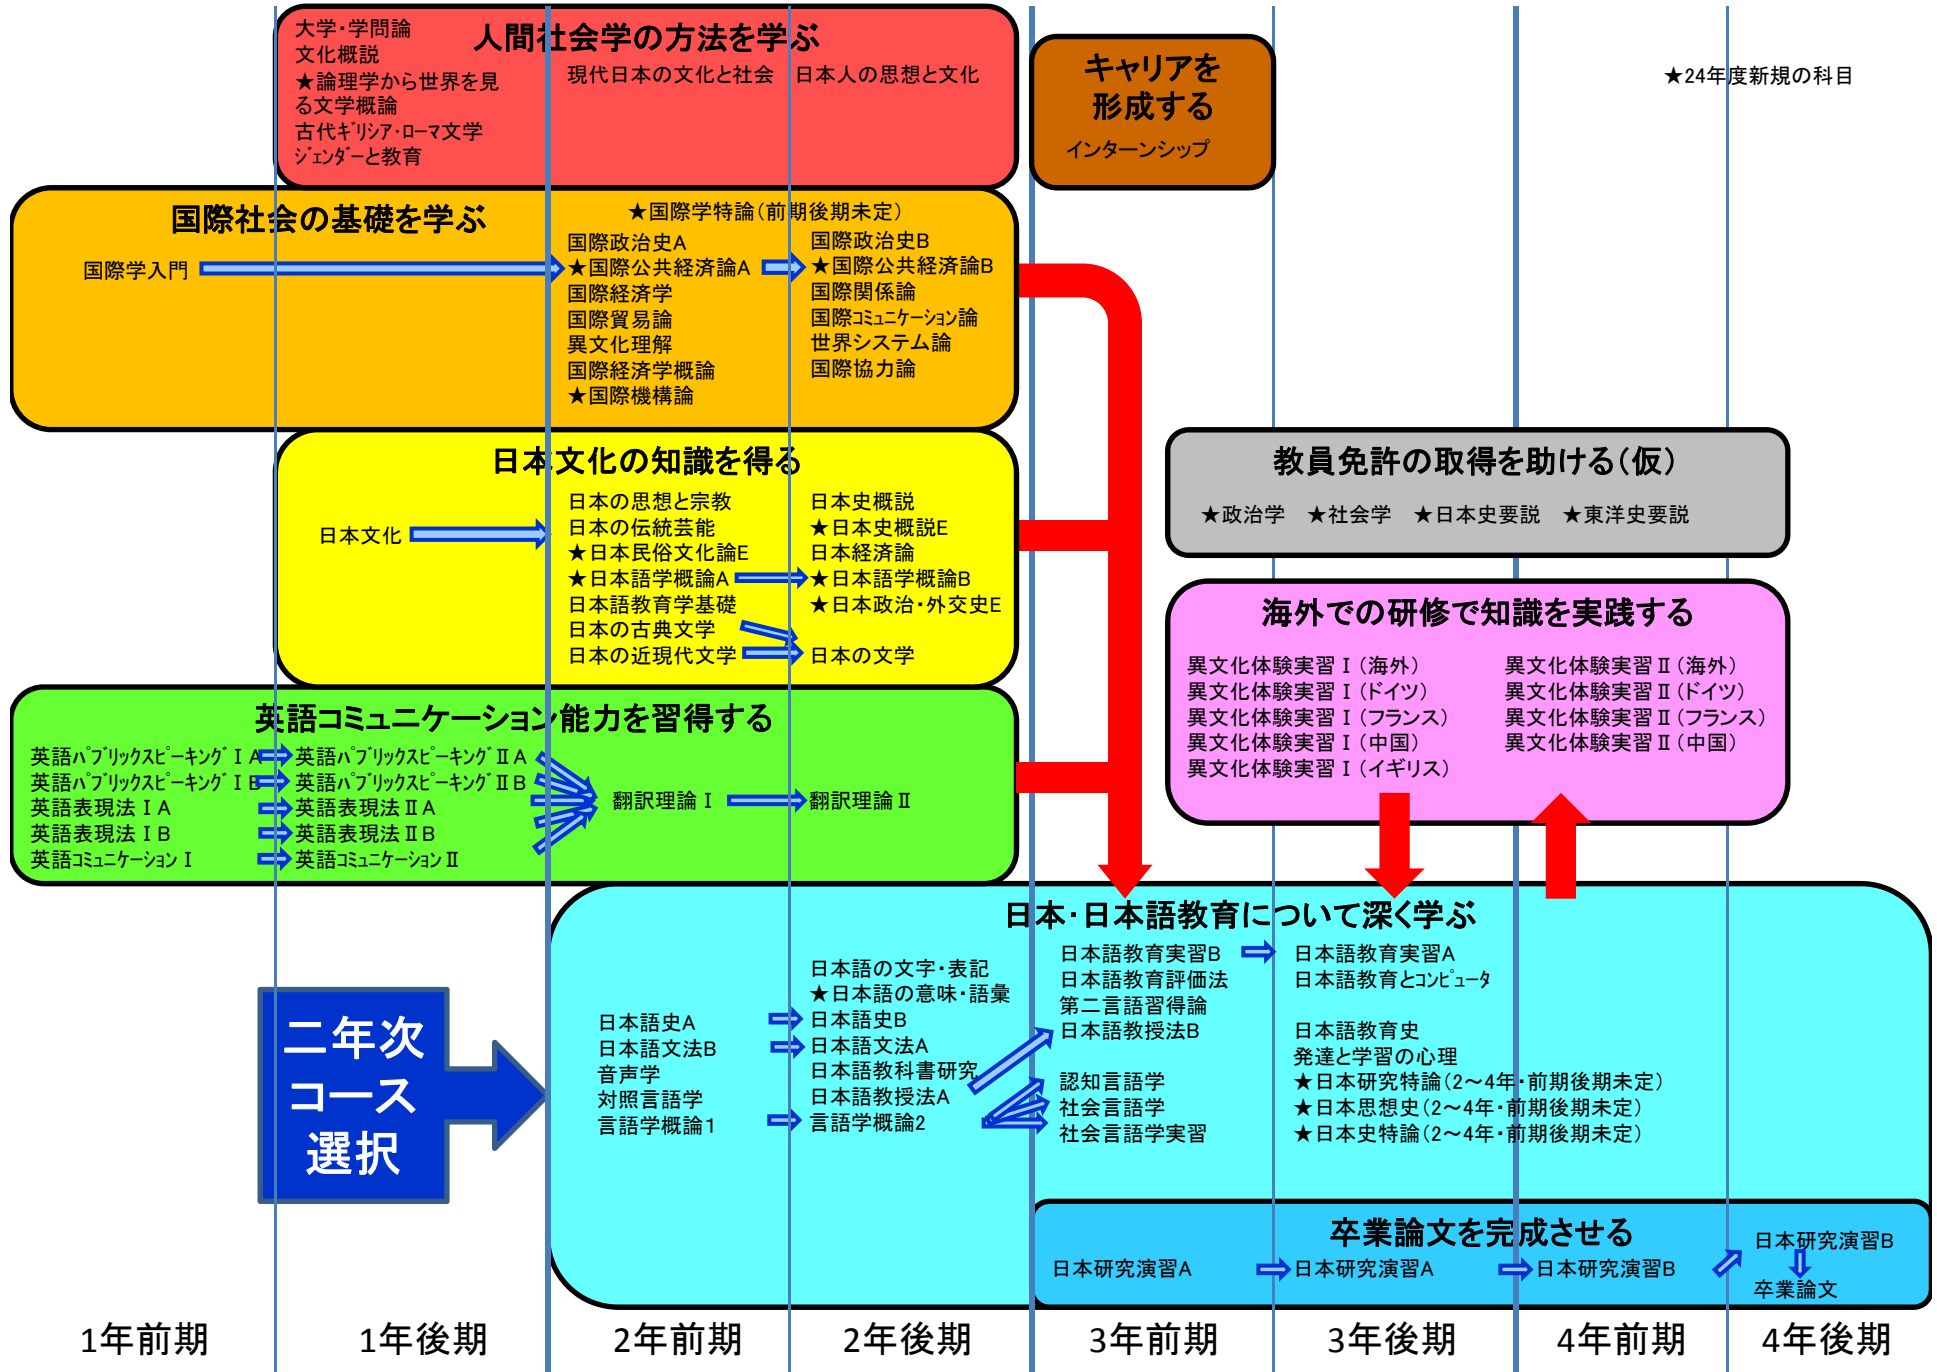 人間社会学の方法を学ぶ
大学・学問論
文化概説
★論理学から世界を見
る文学概論
古代ギリシア・ローマ文学
ジェンダーと教育
現代日本の文化と社会
日本人の思想と文化
キャリアを
形成する
インターンシップ
★24年度新規の科目
国際社会の基礎を学ぶ
国際学入門
★国際学特論(前期後期未定)
国際政治史A
★国際公共経済論A
国際経済学
国際貿易論
異文化理解
国際経済学概論
★国際機構論
国際政治史B
★国際公共経済論B
国際関係論
国際コミュニケーション論
世界システム論
国際協力論
日本文化の知識を得る
日本文化
日本の思想と宗教
日本の伝統芸能
★日本民俗文化論E
★日本語学概論A
日本語教育学基礎
日本の古典文学
日本の近現代文学
日本史概説
★日本史概説E
日本経済論
★日本語学概論B
★日本政治・外交史E
日本の文学
教員免許の取得を助ける(仮)
★政治学 ★社会学 ★日本史要説 ★東洋史要説
海外での研修で知識を実践する
異文化体験実習Ⅰ(海外)
異文化体験実習Ⅰ(ドイツ)
異文化体験実習Ⅰ(フランス)
異文化体験実習Ⅰ(中国)
異文化体験実習Ⅰ(イギリス)
異文化体験実習Ⅱ(海外)
異文化体験実習Ⅱ(ドイツ)
異文化体験実習Ⅱ(フランス)
異文化体験実習Ⅱ(中国)
英語コミュニケーション能力を習得する
英語パブリックスピーキングⅠA
英語パブリックスピーキングⅠB
英語表現法ⅠA
英語表現法ⅠB
英語コミュニケーションⅠ
英語パブリックスピーキングⅡA
英語パブリックスピーキングⅡB
英語表現法ⅡA
英語表現法ⅡB
英語コミュニケーションⅡ
翻訳理論Ⅰ
翻訳理論Ⅱ
二年次
コース
選択
日本・日本語教育について深く学ぶ
日本語史A
日本語文法B
音声学
対照言語学
言語学概論1
日本語の文字・表記
★日本語の意味・語彙
日本語史B
日本語文法A
日本語教科書研究
日本語教授法A
言語学概論2
日本語教育実習B
日本語教育評価法
第二言語習得論
日本語教授法B
認知言語学
社会言語学
社会言語学実習
日本語教育実習A
日本語教育とコンピュータ
日本語教育史
発達と学習の心理
★日本研究特論(2～4年・前期後期未定)
★日本思想史(2～4年・前期後期未定)
★日本史特論(2～4年・前期後期未定)
卒業論文を完成させる
日本研究演習A
日本研究演習A
日本研究演習B
日本研究演習B
卒業論文
1年前期
1年後期
2年前期
2年後期
3年前期
3年後期
4年前期
4年後期